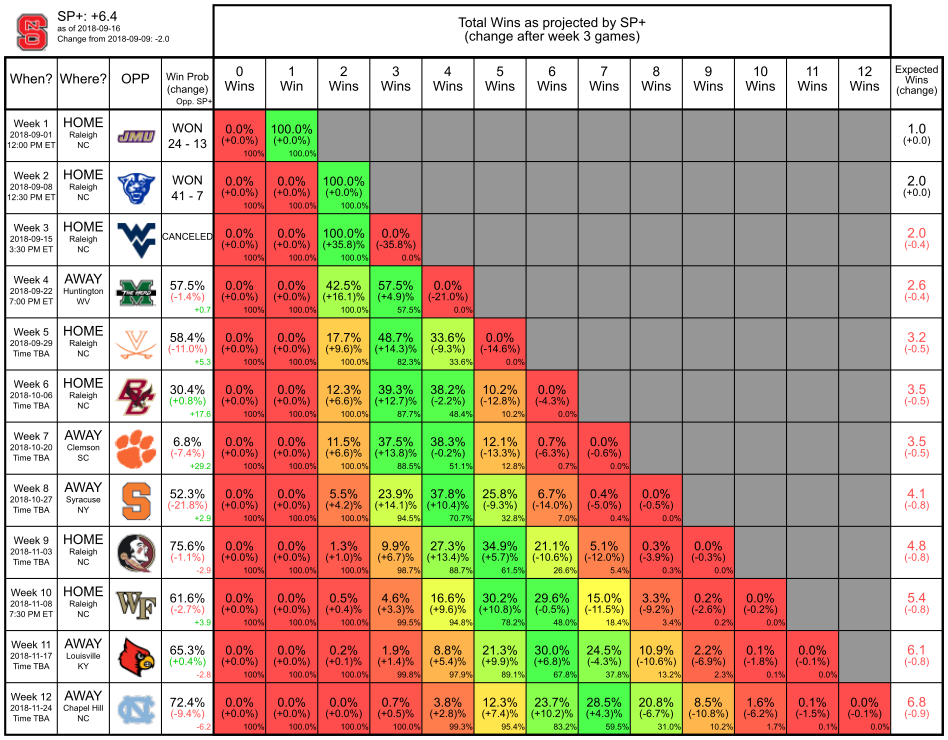 SP+: +6.4
as of 2018-09-16
Change from 2018-09-09: -2.0
Total Wins as projected by SP+
(change after week 3 games)
When? Where? OPP Win Prob (change) Opp. SP+ 0 Wins 1 Win 2 Wins 3 Wins 4 Wins 5 Wins 6 Wins 7 Wins 8 Wins 9 Wins 10 Wins 11 Wins 12 Wins Expected Wins (change)
Week 1 HOME
2018-09-01 Raleigh JMU WON 0.0% 100.0% 1.0
12:00 PM ET NC 24 - 13 (+0.0%) (+0.0%) (+0.0)
100% 100.0%
Week 2 HOME
2018-09-08 Raleigh WON 0.0% 0.0% 100.0% 2.0
12:30 PM ET NC 41 - 7 (+0.0%) (+0.0%) (+0.0%) (+0.0)
100% 100.0% 100.0%
Week 3 HOME
2018-09-15 Raleigh CANCELED 0.0% 0.0% 100.0% 0.0% 2.0
3:30 PM ET NC (+0.0%) (+0.0%) (+35.8%) (-35.8%) (-0.4)
100% 100.0% 100.0% 0.0%
Week 4 AWAY
2018-09-22 Huntington THE HERD 57.5% 0.0% 0.0% 42.5% 57.5% 0.0% 2.6
7:00 PM ET WV (-1.4%) (+0.0%) (+0.0%) (+16.1%) (+4.9%) (-21.0%) (-0.4)
+0.7 100% 100.0% 100.0% 57.5% 0.0%
Week 5 HOME
2018-09-29 Raleigh 58.4% 0.0% 0.0% 17.7% 48.7% 33.6% 0.0% 3.2
Time TBA NC (-11.0%) (+0.0%) (+0.0%) (+9.6%) (+14.3%) (-9.3%) (-14.6%) (-0.5)
+5.3 100% 100.0% 100.0% 82.3% 33.6% 0.0%
Week 6 HOME
2018-10-06 Raleigh BC 30.4% 0.0% 0.0% 12.3% 39.3% 38.2% 10.2% 0.0% 3.5
Time TBA NC (+0.8%) (+0.0%) (+0.0%) (+6.6%) (+12.7%) (-2.2%) (-12.8%) (-4.3%) (-0.5)
+17.6 100% 100.0% 100.0% 87.7% 48.4% 10.2% 0.0%
Week 7 AWAY
2018-10-20 Clemson 6.8% 0.0% 0.0% 11.5% 37.5% 38.3% 12.1% 0.7% 0.0% 3.5
Time TBA SC (-7.4%) (+0.0%) (+0.0%) (+6.6%) (+13.8%) (-0.2%) (-13.3%) (-6.3%) (-0.6%) (-0.5)
+29.2 100% 100.0% 100.0% 88.5% 51.1% 12.8% 0.7% 0.0%
Week 8 AWAY
2018-10-27 Syracuse S 52.3% 0.0% 0.0% 5.5% 23.9% 37.8% 25.8% 6.7% 0.4% 0.0% 4.1
Time TBA NY (-21.8%) (+0.0%) (+0.0%) (+4.2%) (+14.1%) (+10.4%) (-9.3%) (-14.0%) (-5.0%) (-0.5%) (-0.8)
+2.9 100% 100.0% 100.0% 94.5% 70.7% 32.8% 7.0% 0.4% 0.0%
Week 9 HOME
2018-11-03 Raleigh 75.6% 0.0% 0.0% 1.3% 9.9% 27.3% 34.9% 21.1% 5.1% 0.3% 0.0% 4.8
Time TBA NC (-1.1%) (+0.0%) (+0.0%) (+1.0%) (+6.7%) (+13.4%) (+5.7%) (-10.6%) (-12.0%) (-3.9%) (-0.3%) (-0.8)
-2.9 100% 100.0% 100.0% 98.7% 88.7% 61.5% 26.6% 5.4% 0.3% 0.0%
Week 10 HOME
2018-11-08 Raleigh WF 61.6% 0.0% 0.0% 0.5% 4.6% 16.6% 30.2% 29.6% 15.0% 3.3% 0.2% 0.0% 5.4
7:30 PM ET NC (-2.7%) (+0.0%) (+0.0%) (+0.4%) (+3.3%) (+9.6%) (+10.8%) (-0.5%) (-11.5%) (-9.2%) (-2.6%) (-0.2%) (-0.8)
+3.9 100% 100.0% 100.0% 99.5% 94.8% 78.2% 48.0% 18.4% 3.4% 0.2% 0.0%
Week 11 AWAY
2018-11-17 Louisville 65.3% 0.0% 0.0% 0.2% 1.9% 8.8% 21.3% 30.0% 24.5% 10.9% 2.2% 0.1% 0.0% 6.1
Time TBA KY (+0.4%) (+0.0%) (+0.0%) (+0.1%) (+1.4%) (+5.4%) (+9.9%) (+6.8%) (-4.3%) (-10.6%) (-6.9%) (-1.8%) (-0.1%) (-0.8)
-2.8 100% 100.0% 100.0% 99.8% 97.9% 89.1% 67.8% 37.8% 13.2% 2.3% 0.1% 0.0%
Week 12 AWAY
2018-11-24 Chapel Hill NC 72.4% 0.0% 0.0% 0.0% 0.7% 3.8% 12.3% 23.7% 28.5% 20.8% 8.5% 1.6% 0.1% 0.0% 6.8
Time TBA NC (-9.4%) (+0.0%) (+0.0%) (+0.0%) (+0.5%) (+2.8%) (+7.4%) (+10.2%) (+4.3%) (-6.7%) (-10.8%) (-6.2%) (-1.5%) (-0.1%) (-0.9)
-6.2 100% 100.0% 100.0% 100.0% 99.3% 95.4% 83.2% 59.5% 31.0% 10.2% 1.7% 0.1% 0.0%